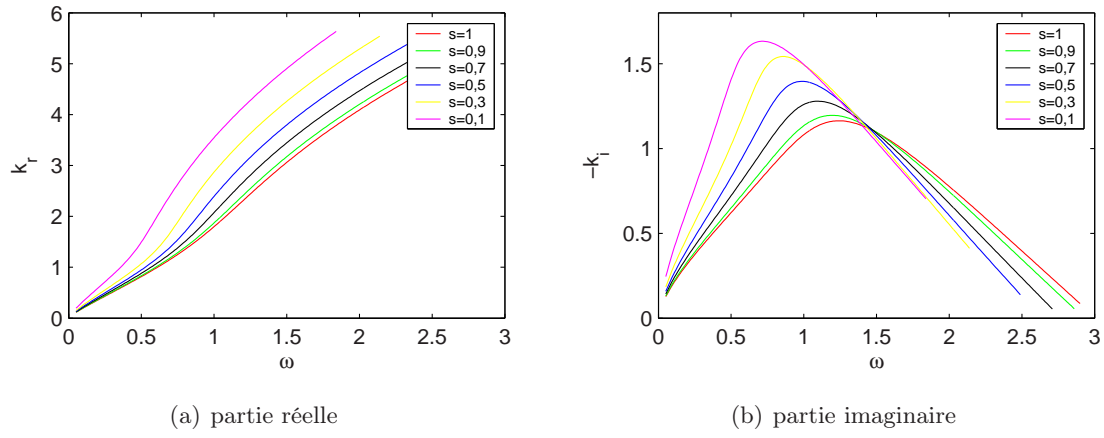 6
5
4
3
2
1
0
k_r
0 0.5 1 1.5 2 2.5 3
ω
s=1
s=0,9
s=0,7
s=0,5
s=0,3
s=0,1
(a) partie réelle
1.5
1
0.5
0
−k_i
0 0.5 1 1.5 2 2.5 3
ω
s=1
s=0,9
s=0,7
s=0,5
s=0,3
s=0,1
(b) partie imaginaire